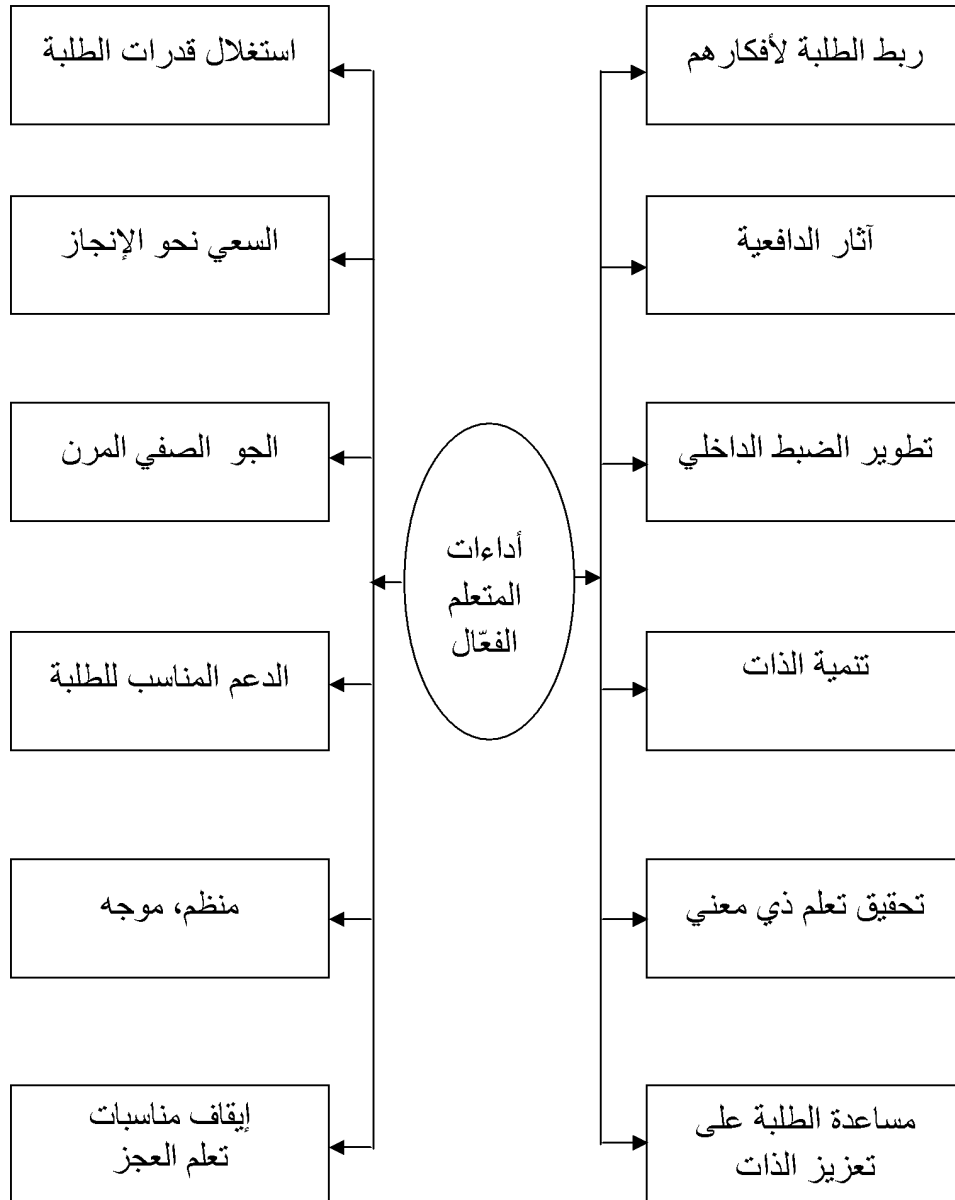 ربط الطلبة لأفكارهم
استغلال قدرات الطلبة
آثار الدافعية
السعي نحو الإنجاز
تطوير الضبط الداخلي
الجو الصفي المرن
أداءات
المتعلم
الفعّال
تنمية الذات
الدعم المناسب للطلبة
تحقيق تعلم ذي معني
منظم، موجه
مساعدة الطلبة على
تعزيز الذات
إيقاف مناسبات
تعلم العجز